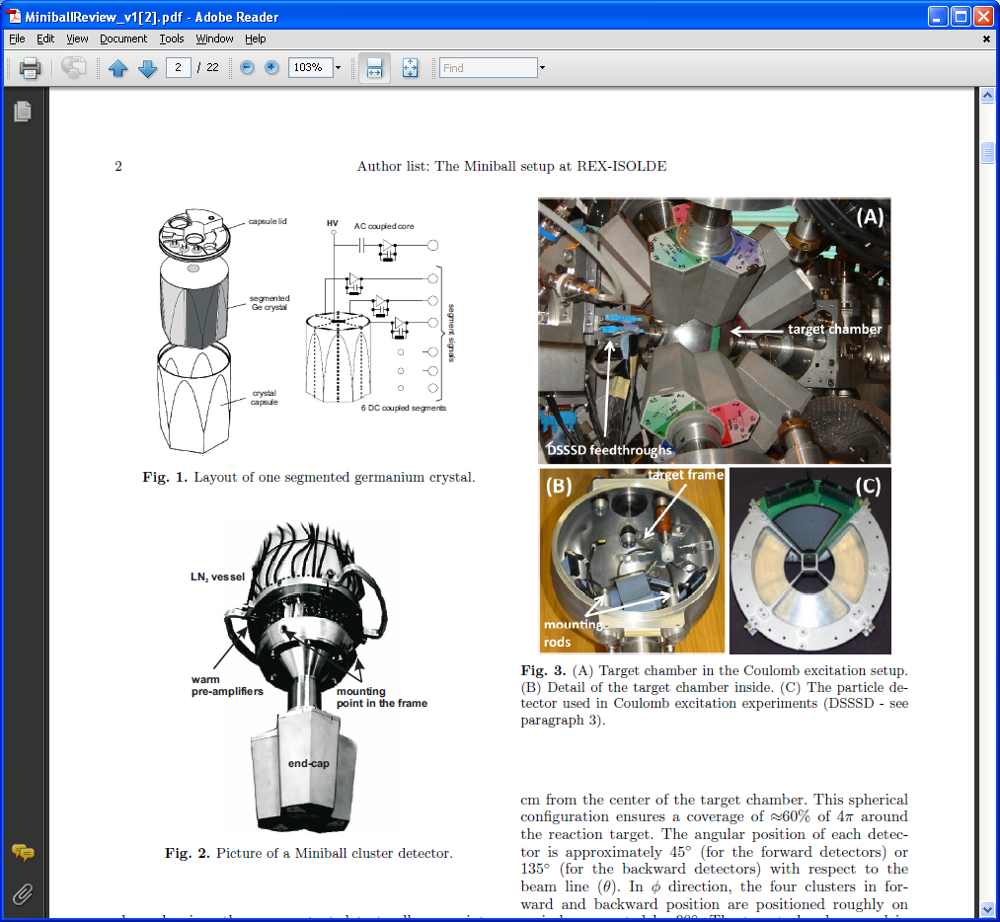 MiniballReview_v1[2].pdf - Adobe Reader
File Edit View Document Tools Window Help
2 / 22 103% Find
2 Author list: The Miniball setup at REX-ISOLDE
capsule lid
segmented
Ge crystal
crystal
capsule
HV
AC coupled core
segment signals
6 DC coupled segments
Fig. 1. Layout of one segmented germanium crystal.
LN2 vessel
warm
pre-amplifiers
mounting
point in the frame
end-cap
Fig. 2. Picture of a Miniball cluster detector.
(A)
target chamber
DSSSD feedthroughs
(B)
target frame
mounting
rods
(C)
Fig. 3. (A) Target chamber in the Coulomb excitation setup.
(B) Detail of the target chamber inside. (C) The particle de-
tector used in Coulomb excitation experiments (DSSSD - see
paragraph 3).
cm from the center of the target chamber. This spherical
configuration ensures a coverage of ≈60% of 4π around
the reaction target. The angular position of each detec-
tor is approximately 45° (for the forward detectors) or
135° (for the backward detectors) with respect to the
beam line (θ). In ϕ direction, the four clusters in for-
ward and backward position are positioned roughly on